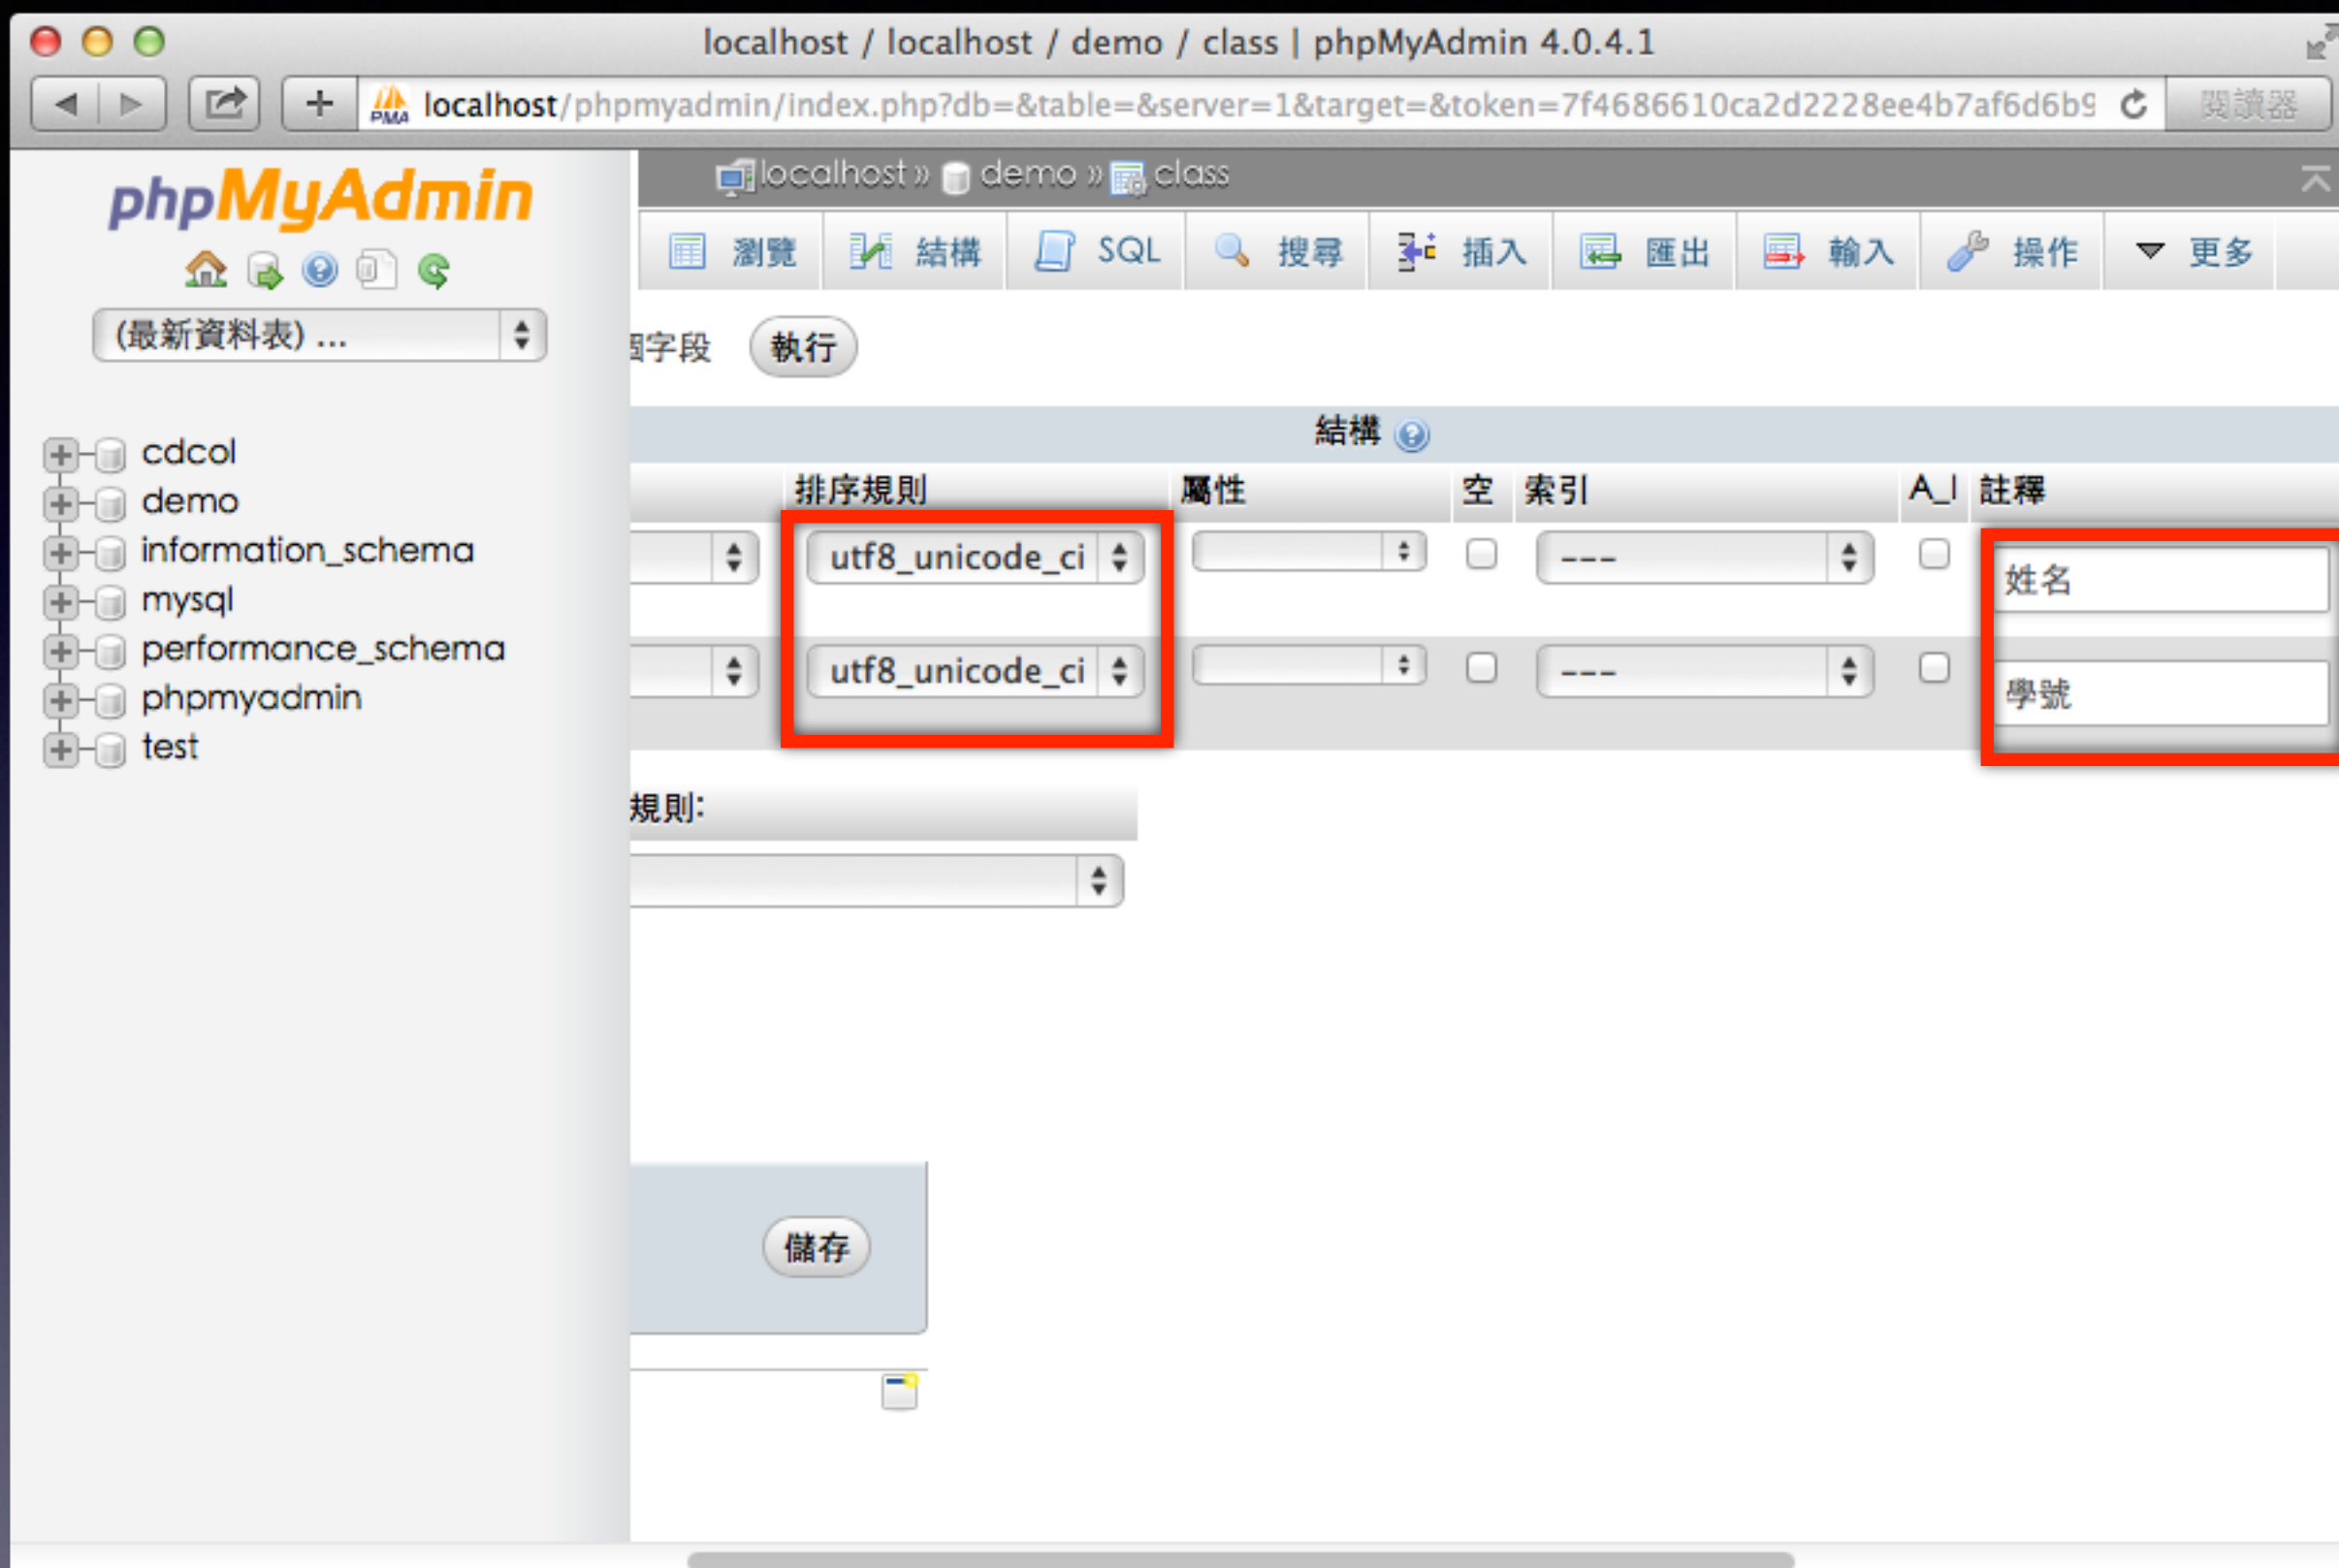 localhost / localhost / demo / class | phpMyAdmin 4.0.4.1
PMA localhost/phpmyadmin/index.php?db=&table=&server=1&target=&token=7f4686610ca2d2228ee4b7af6d6b9 閱讀器
phpMyAdmin
(最新資料表) ...
cdcol
demo
information_schema
mysql
performance_schema
phpmyadmin
test
localhost » demo » class
瀏覽 結構 SQL 搜尋 插入 匯出 輸入 操作 更多
個字段 執行
結構
排序規則 屬性 空 索引 A_I 註釋
utf8_unicode_ci --- 姓名
utf8_unicode_ci --- 學號
規則:
儲存